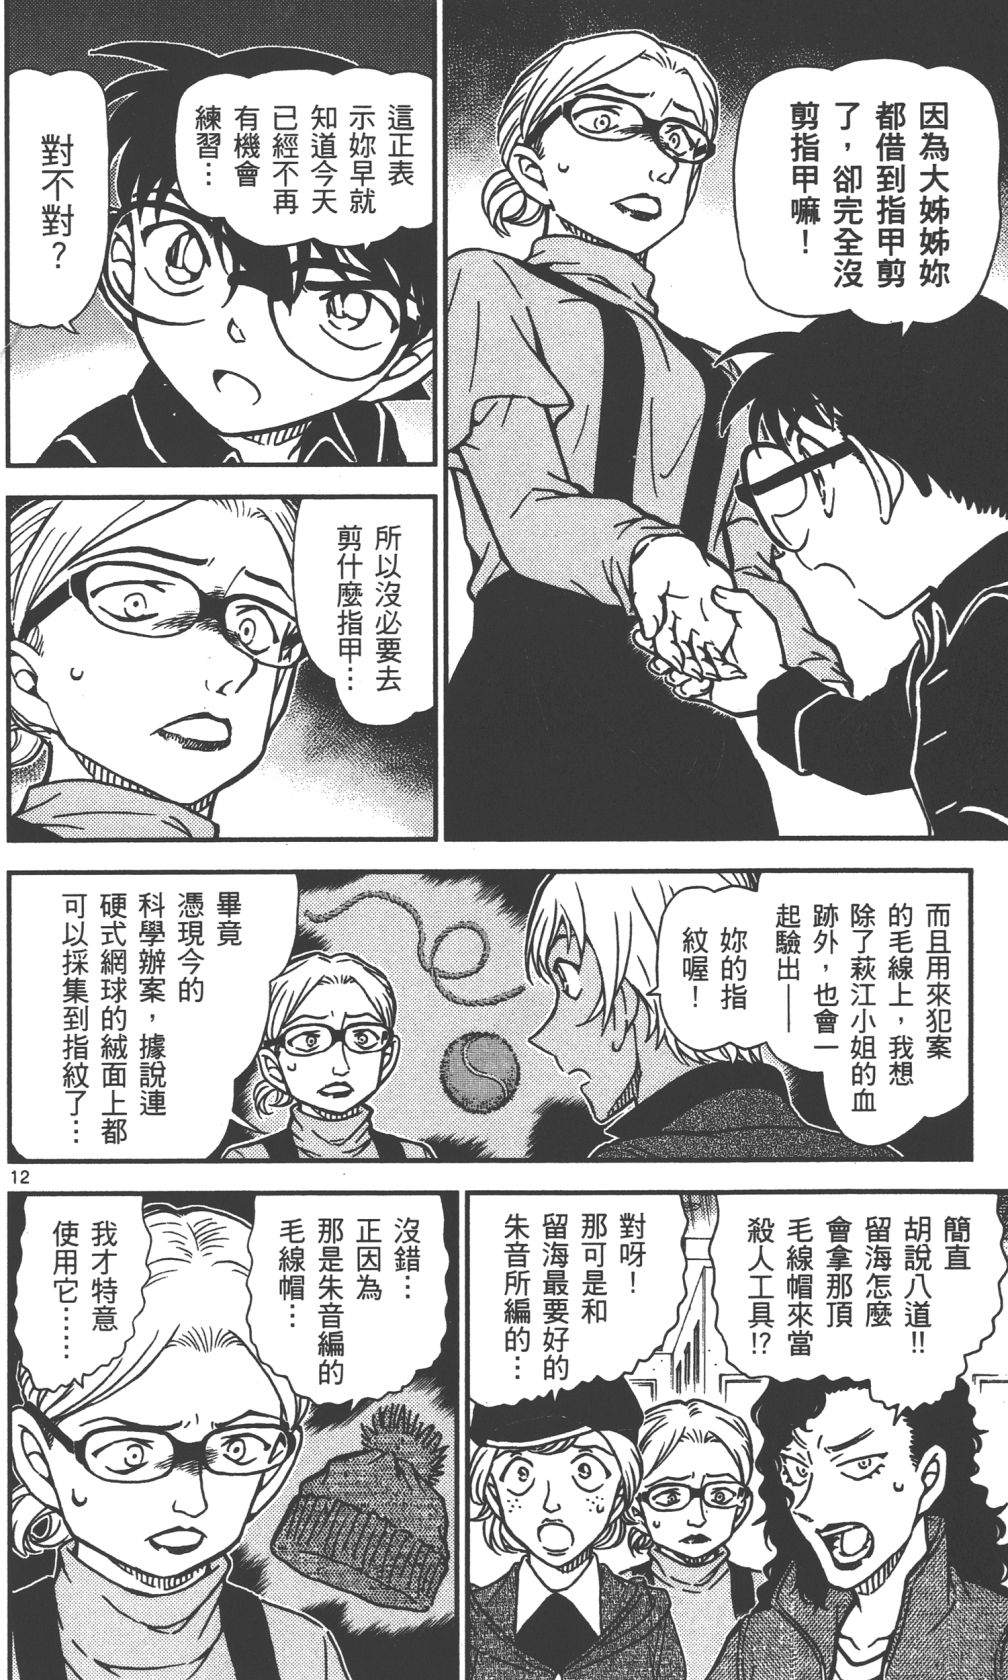 因為大姊姊妳
都借到指甲剪
了，卻完全沒
剪指甲嘛！
這正表
示妳早就
知道今天
已經不再
有機會
練習…
對不對？
所以沒必要去
剪什麼指甲…
而且用來犯案
的毛線上，我想
除了萩江小姐的血
跡外，也會一
起驗出——
妳的指
紋喔！
畢竟
憑現今的
科學辦案，據說連
硬式網球的絨面上都
可以採集到指紋了…
12
簡直
胡說八道!!
留海怎麼
會拿那頂
毛線帽來當
殺人工具!?
對呀！
那可是和
留海最要好的
朱音所編的…
沒錯…
正因為
那是朱音編的
毛線帽…
我才特意
使用它……